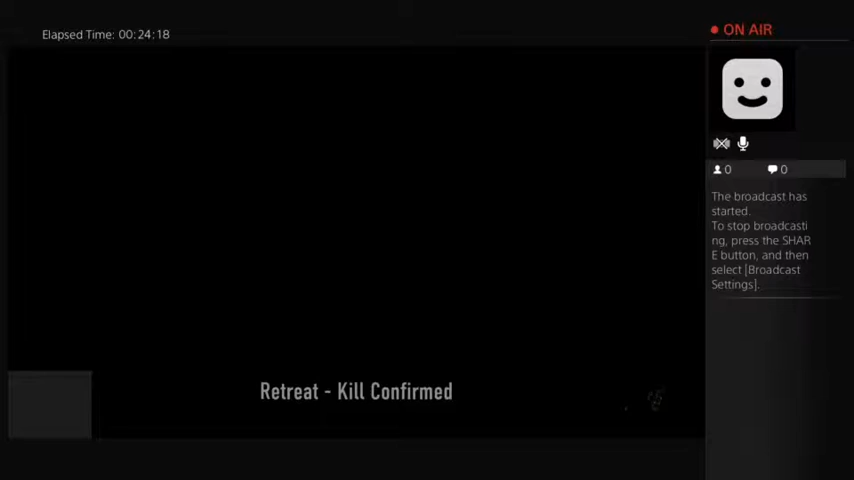 Elapsed Time: 00:24:18
ON AIR
0 0
The broadcast has
started.
To stop broadcasti
ng, press the SHAR
E button, and then
select [Broadcast
Settings].
Retreat - Kill Confirmed